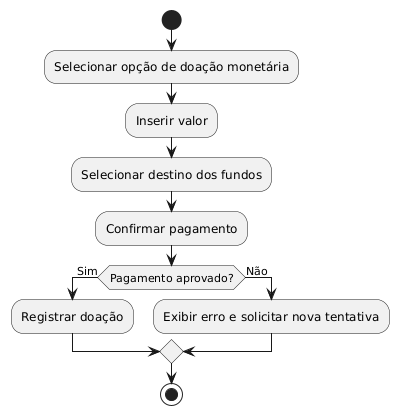 Selecionar opção de doação monetária
Inserir valor
Selecionar destino dos fundos
Confirmar pagamento
Sim
Pagamento aprovado?
Não
Registrar doação
Exibir erro e solicitar nova tentativa